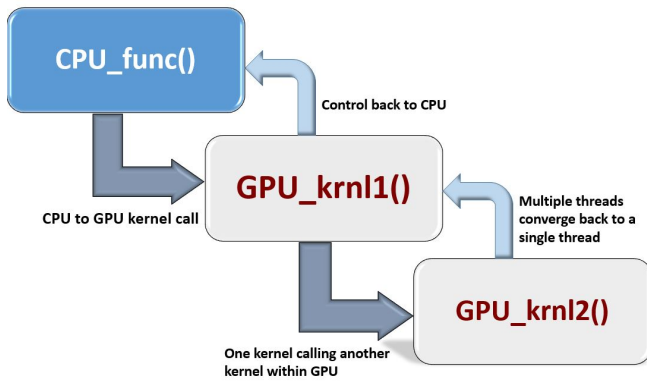 CPU_func()
Control back to CPU
GPU_krnl1()
CPU to GPU kernel call
Multiple threads
converge back to a
single thread
GPU_krnl2()
One kernel calling another
kernel within GPU